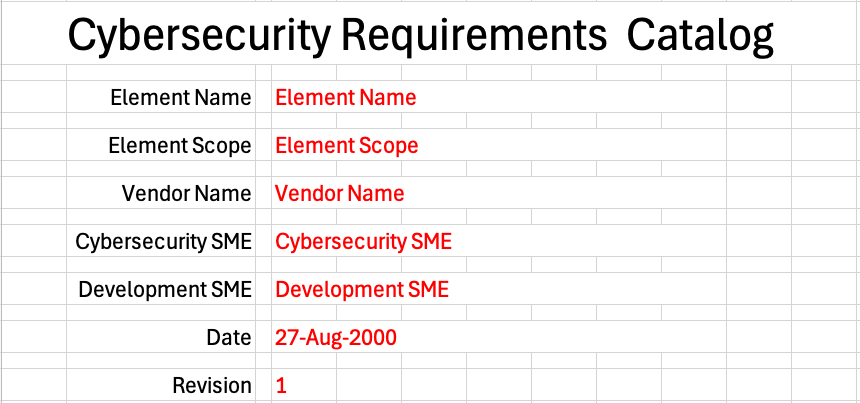 Cybersecurity Requirements Catalog
Element Name Element Name
Element Scope Element Scope
Vendor Name Vendor Name
Cybersecurity SME Cybersecurity SME
Development SME Development SME
Date 27-Aug-2000
Revision 1